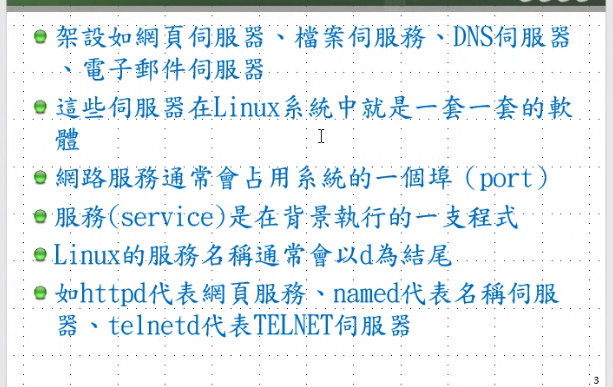 架設如網頁伺服器、檔案伺服務、DNS伺服器
、電子郵件伺服器
這些伺服器在Linux系統中就是一套一套的軟
體
網路服務通常會占用系統的一個埠（port）
服務(service)是在背景執行的一支程式
Linux的服務名稱通常會以d為結尾
如httpd代表網頁服務、named代表名稱伺服
器、telnetd代表TELNET伺服器
3